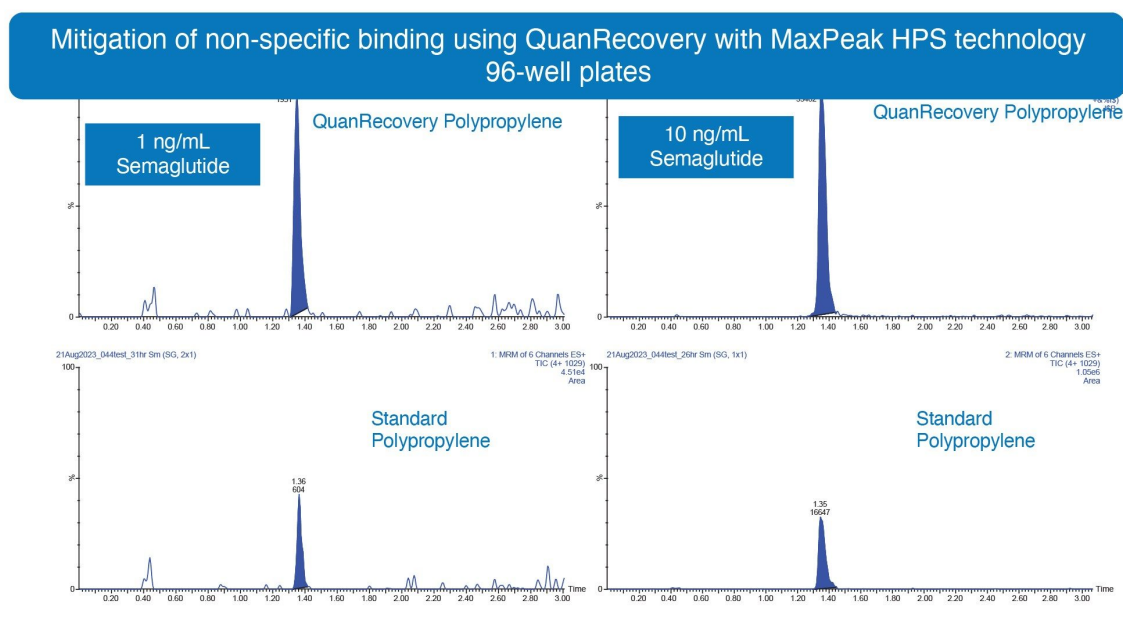 Mitigation of non-specific binding using QuanRecovery with MaxPeak HPS technology
96-well plates
QuanRecovery Polypropylene
1 ng/mL
Semaglutide
%
0
0.20 0.40 0.60 0.80 1.00 1.20 1.40 1.60 1.80 2.00 2.20 2.40 2.60 2.80 3.00
QuanRecovery Polypropylene
10 ng/mL
Semaglutide
%
0
0.20 0.40 0.60 0.80 1.00 1.20 1.40 1.60 1.80 2.00 2.20 2.40 2.60 2.80 3.00
21Aug2023_044test_31hr Sm (SG, 2x1)
1: MRM of 6 Channels ES+
TIC (4+ 1029)
4.51e4
Area
100
Standard
Polypropylene
%
1.36
604
0
Time
0.20 0.40 0.60 0.80 1.00 1.20 1.40 1.60 1.80 2.00 2.20 2.40 2.60 2.80 3.00
21Aug2023_044test_26hr Sm (SG, 1x1)
2: MRM of 6 Channels ES+
TIC (4+ 1029)
1.05e6
Area
100
Standard
Polypropylene
%
1.35
16647
0
Time
0.20 0.40 0.60 0.80 1.00 1.20 1.40 1.60 1.80 2.00 2.20 2.40 2.60 2.80 3.00